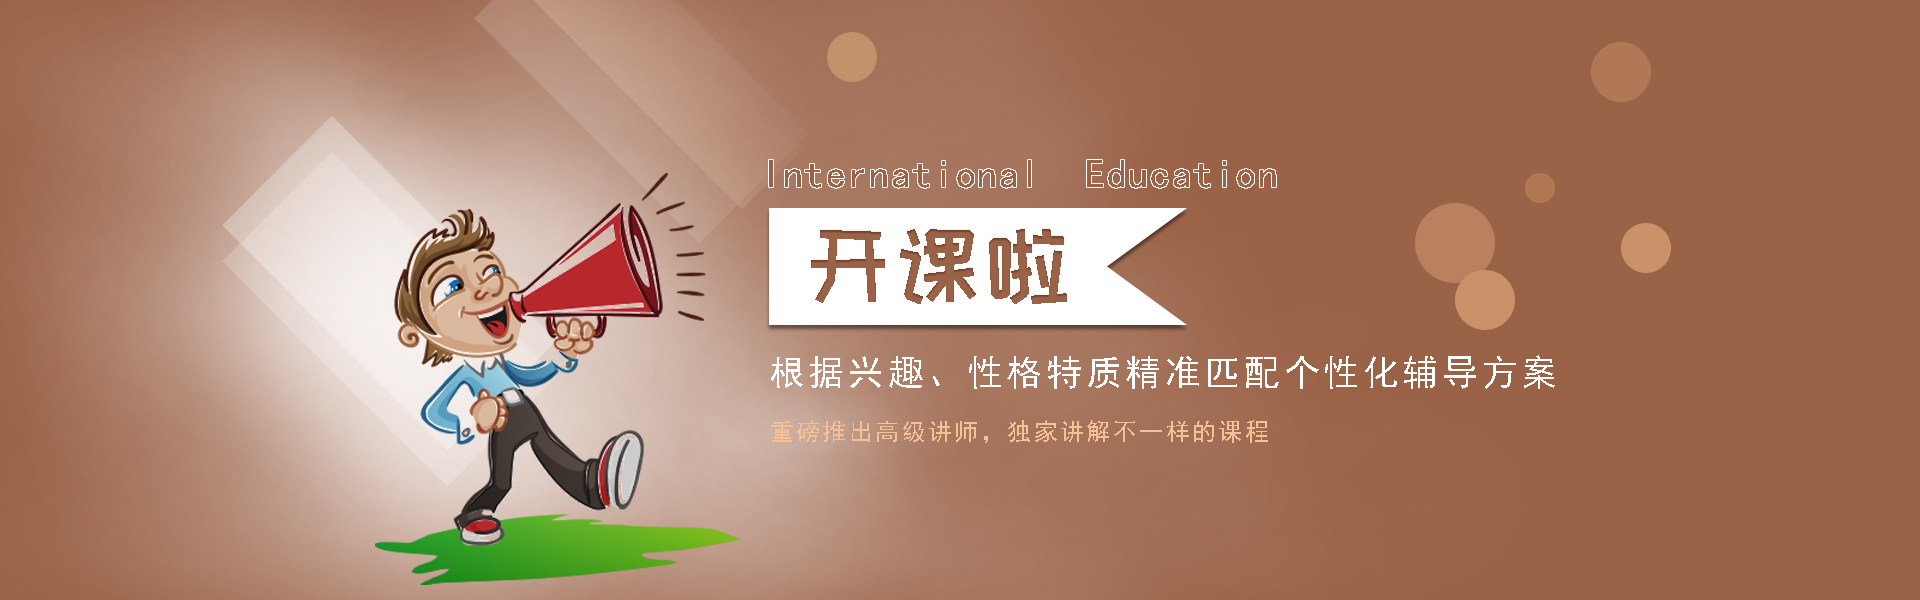 International Education
开课啦
根据兴趣、性格特质精准匹配个性化辅导方案
重磅推出高级讲师，独家讲解不一样的课程